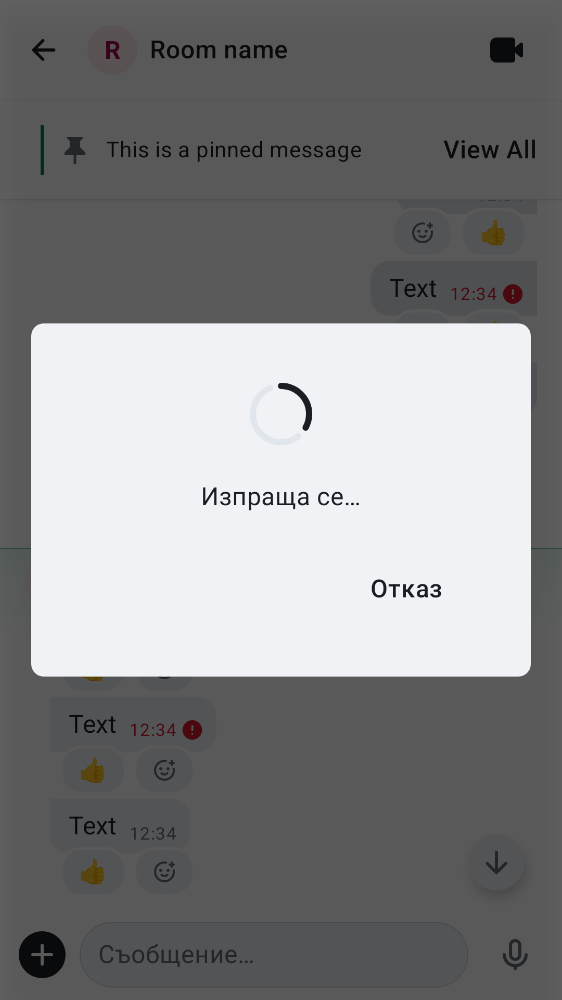 R Room name
This is a pinned message View All
Text 12:34
Изпраща се…
Отказ
Text 12:34
Text 12:34
Съобщение…